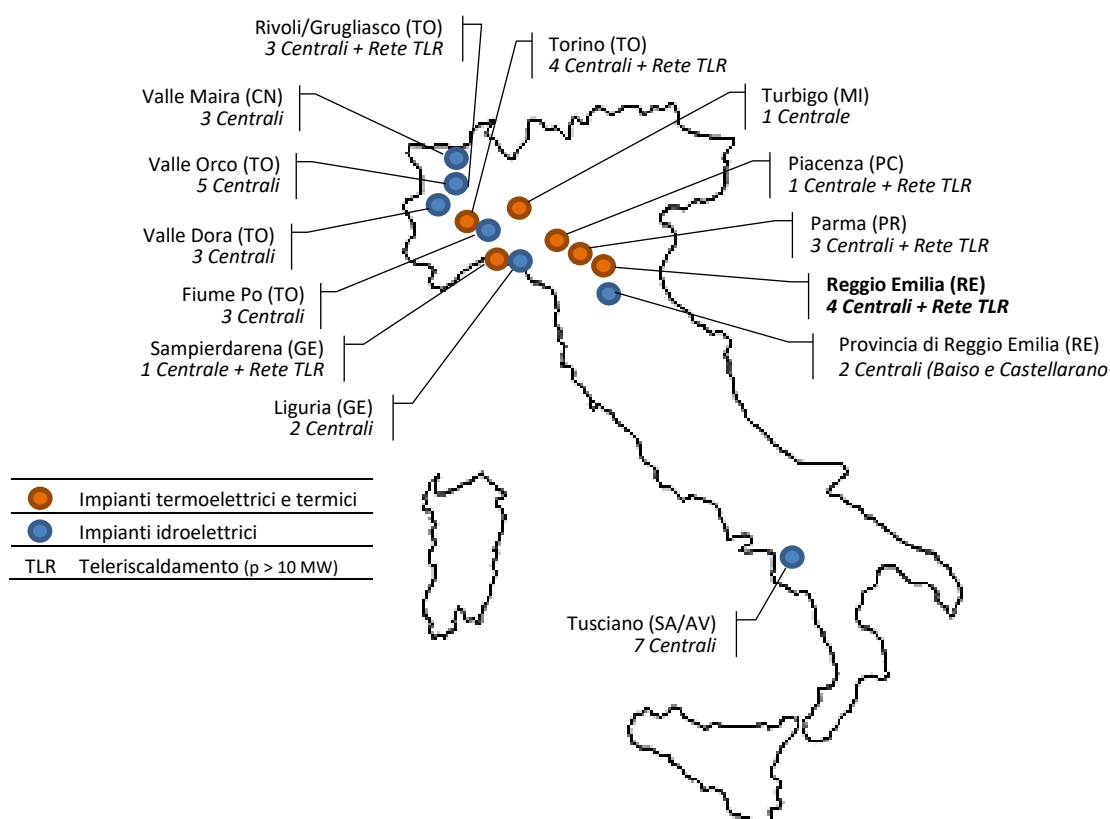 Rivoli/Grugliasco (TO)
3 Centrali + Rete TLR
Torino (TO)
4 Centrali + Rete TLR
Valle Maira (CN)
3 Centrali
Turbigo (MI)
1 Centrale
Valle Orco (TO)
5 Centrali
Piacenza (PC)
1 Centrale + Rete TLR
Valle Dora (TO)
3 Centrali
Parma (PR)
3 Centrali + Rete TLR
Fiume Po (TO)
3 Centrali
Reggio Emilia (RE)
4 Centrali + Rete TLR
Sampierdarena (GE)
1 Centrale + Rete TLR
Provincia di Reggio Emilia (RE)
2 Centrali (Baiso e Castellarano
Liguria (GE)
2 Centrali
Impianti termoelettrici e termici
Impianti idroelettrici
TLR Teleriscaldamento (p > 10 MW)
Tusciano (SA/AV)
7 Centrali